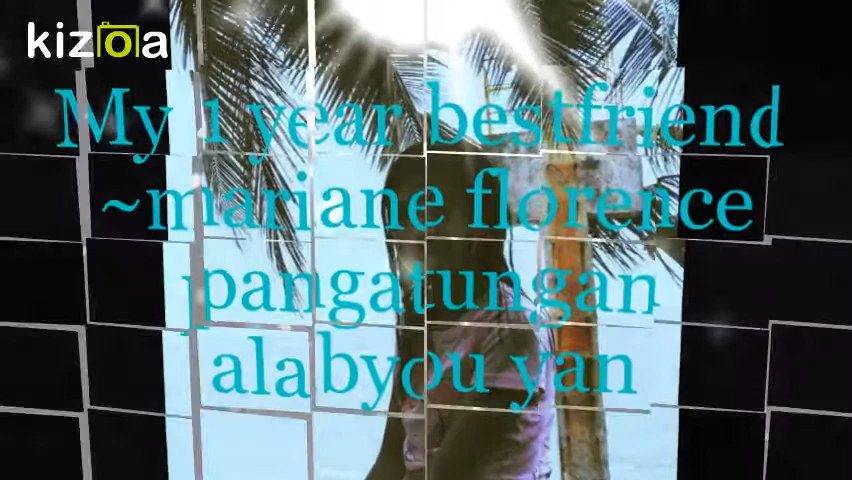 kizoa
My 1 year bestfriend
~mariane florence
pangatungan
alabyou yan